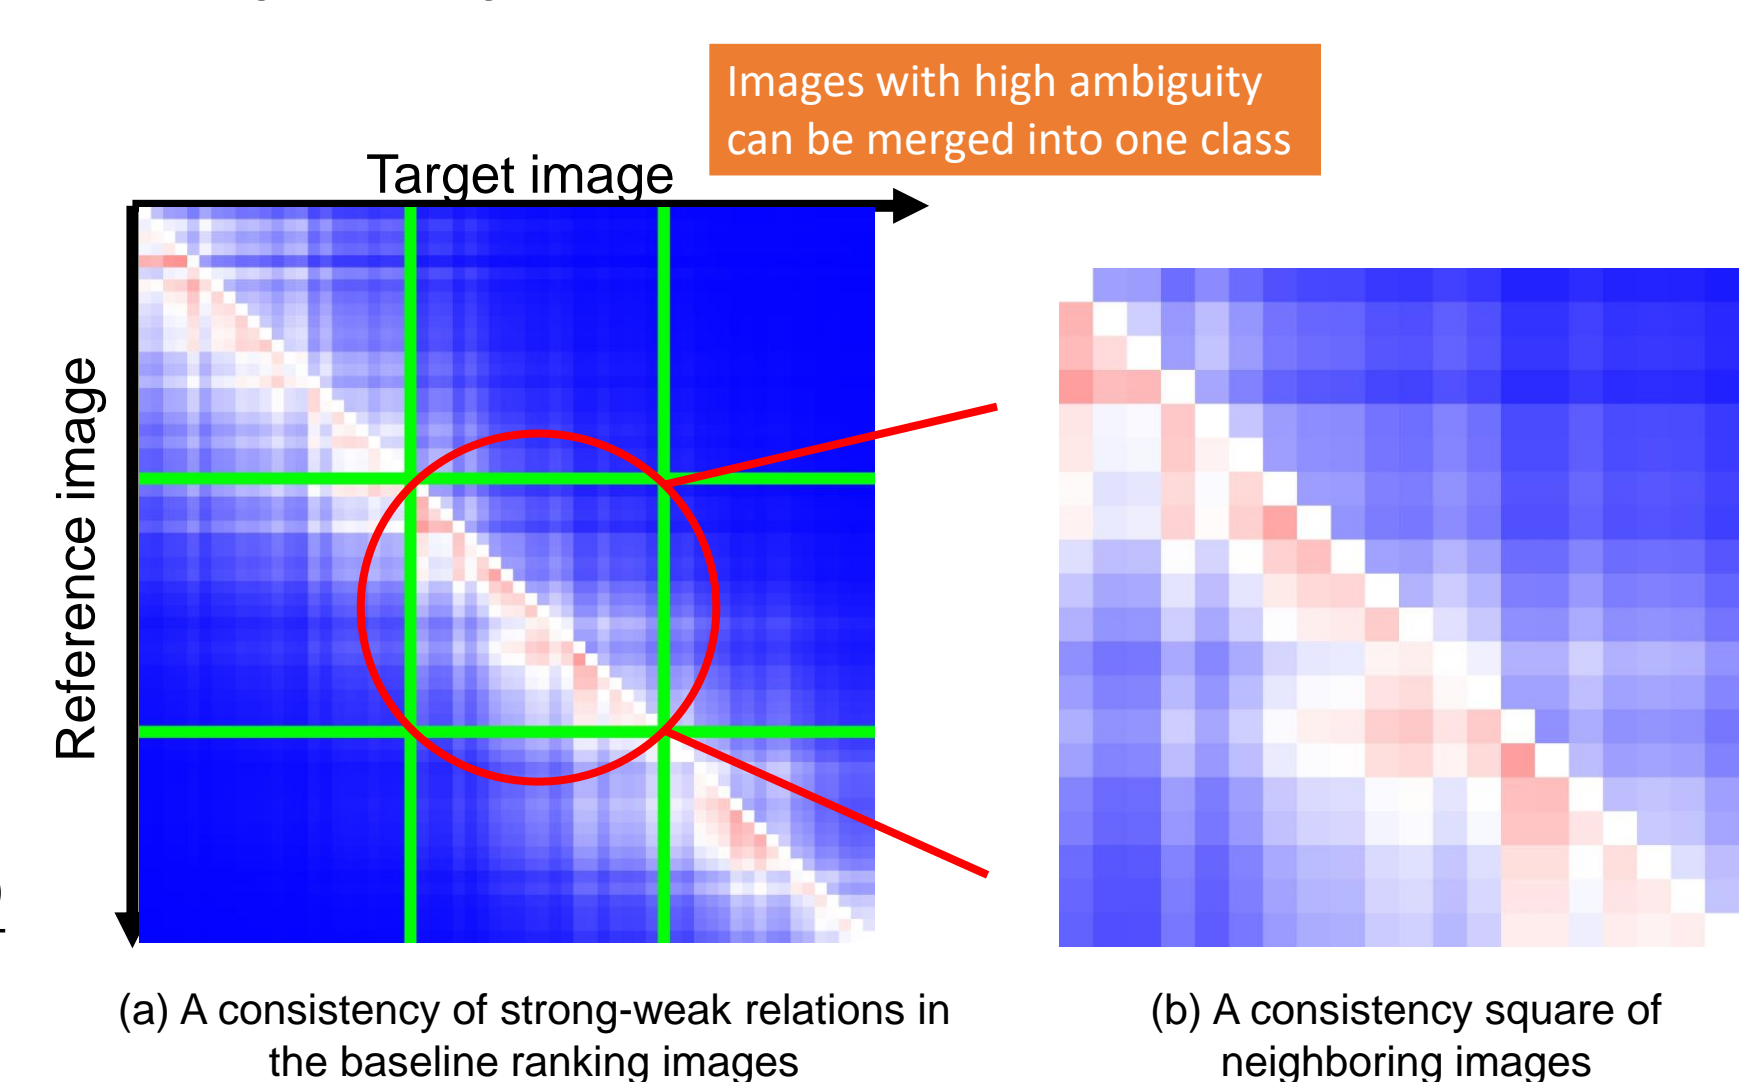 Images with high ambiguity
can be merged into one class
Target image
Reference image
(a) A consistency of strong-weak relations in
the baseline ranking images
(b) A consistency square of
neighboring images